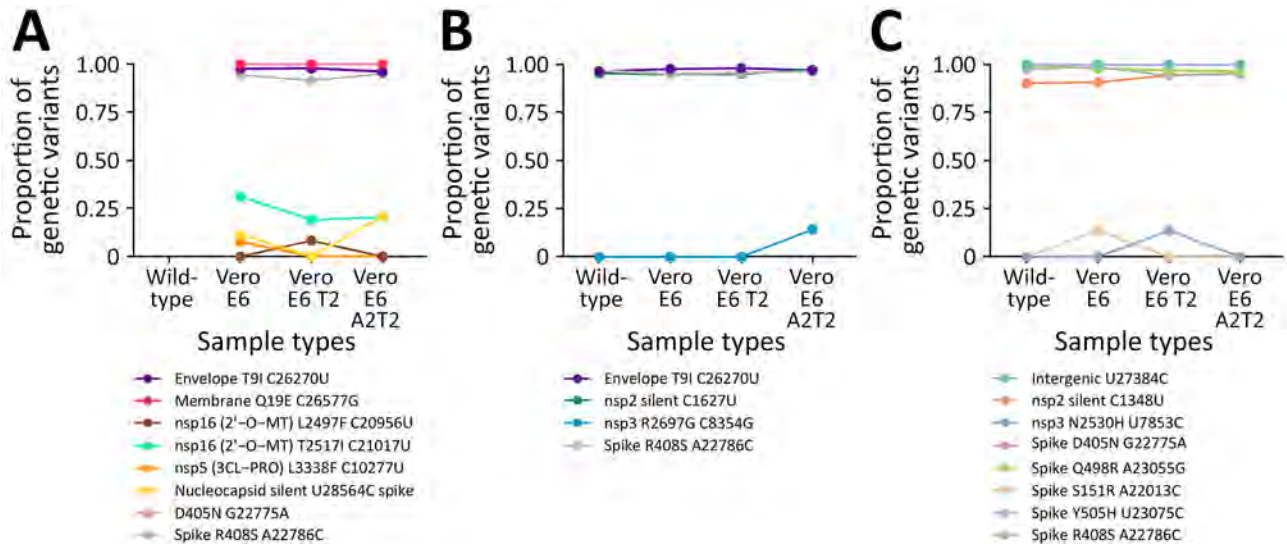 A
Proportion of
genetic variants
1.00
0.75
0.50
0.25
0
Wild-
type
Vero
E6
Vero
E6 T2
Vero
E6
A2T2
Sample types
Envelope T9I C26270U
Membrane Q19E C26577G
nsp16 (2'–O–MT) L2497F C20956U
nsp16 (2'–O–MT) T2517I C21017U
nsp5 (3CL–PRO) L3338F C10277U
Nucleocapsid silent U28564C spike
D405N G22775A
Spike R408S A22786C
B
Proportion of
genetic variants
1.00
0.75
0.50
0.25
0
Wild-
type
Vero
E6
Vero
E6 T2
Vero
E6
A2T2
Sample types
Envelope T9I C26270U
nsp2 silent C1627U
nsp3 R2697G C8354G
Spike R408S A22786C
C
Proportion of
genetic variants
1.00
0.75
0.50
0.25
0
Wild-
type
Vero
E6
Vero
E6 T2
Vero
E6
A2T2
Sample types
Intergenic U27384C
nsp2 silent C1348U
nsp3 N2530H U7853C
Spike D405N G22775A
Spike Q498R A23055G
Spike S151R A22013C
Spike Y505H U23075C
Spike R408S A22786C